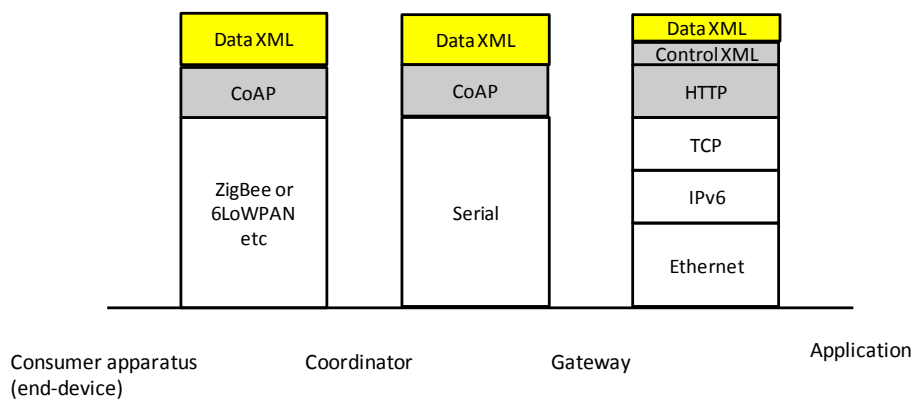 Data XML
CoAP
ZigBee or
6LoWPAN
etc
Data XML
CoAP
Serial
Data XML
Control XML
HTTP
TCP
IPv6
Ethernet
Consumer apparatus
(end-device)
Coordinator
Gateway
Application